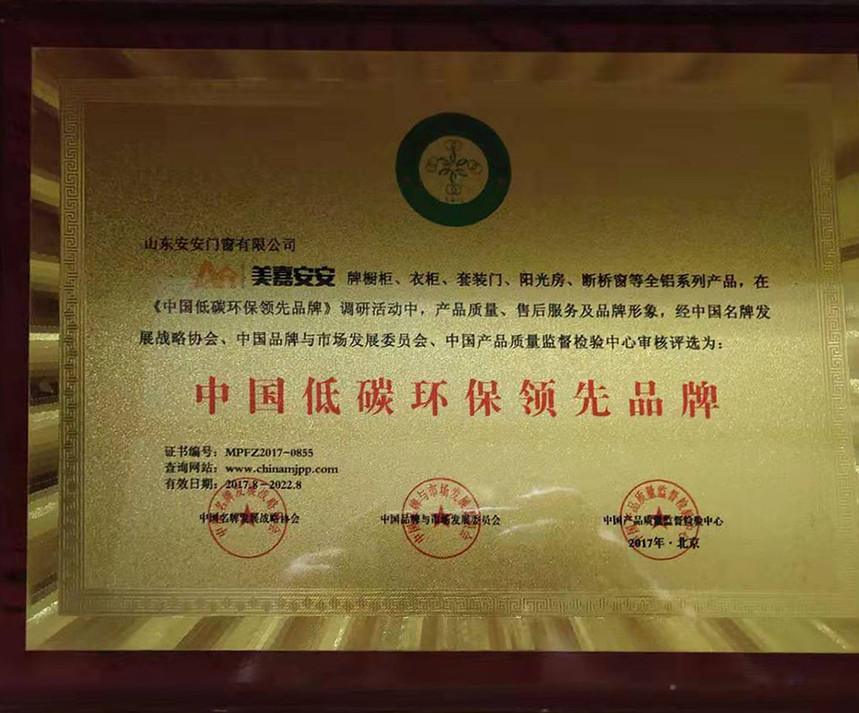 山东安安门窗有限公司
美嘉安安 牌橱柜、衣柜、套装门、阳光房、断桥窗等全铝系列产品，在
《中国低碳环保领先品牌》调研活动中，产品质量、售后服务及品牌形象，经中国名牌发
展战略协会、中国品牌与市场发展委员会、中国产品质量监督检验中心审核评选为：
中国低碳环保领先品牌
证书编号：MPFZ2017-0855
查询网站：www.chinamjpp.com
有效日期：2017.8-2022.8
中国名牌发展战略协会 中国品牌与市场发展委员会 中国产品质量监督检验中心
2017年·北京